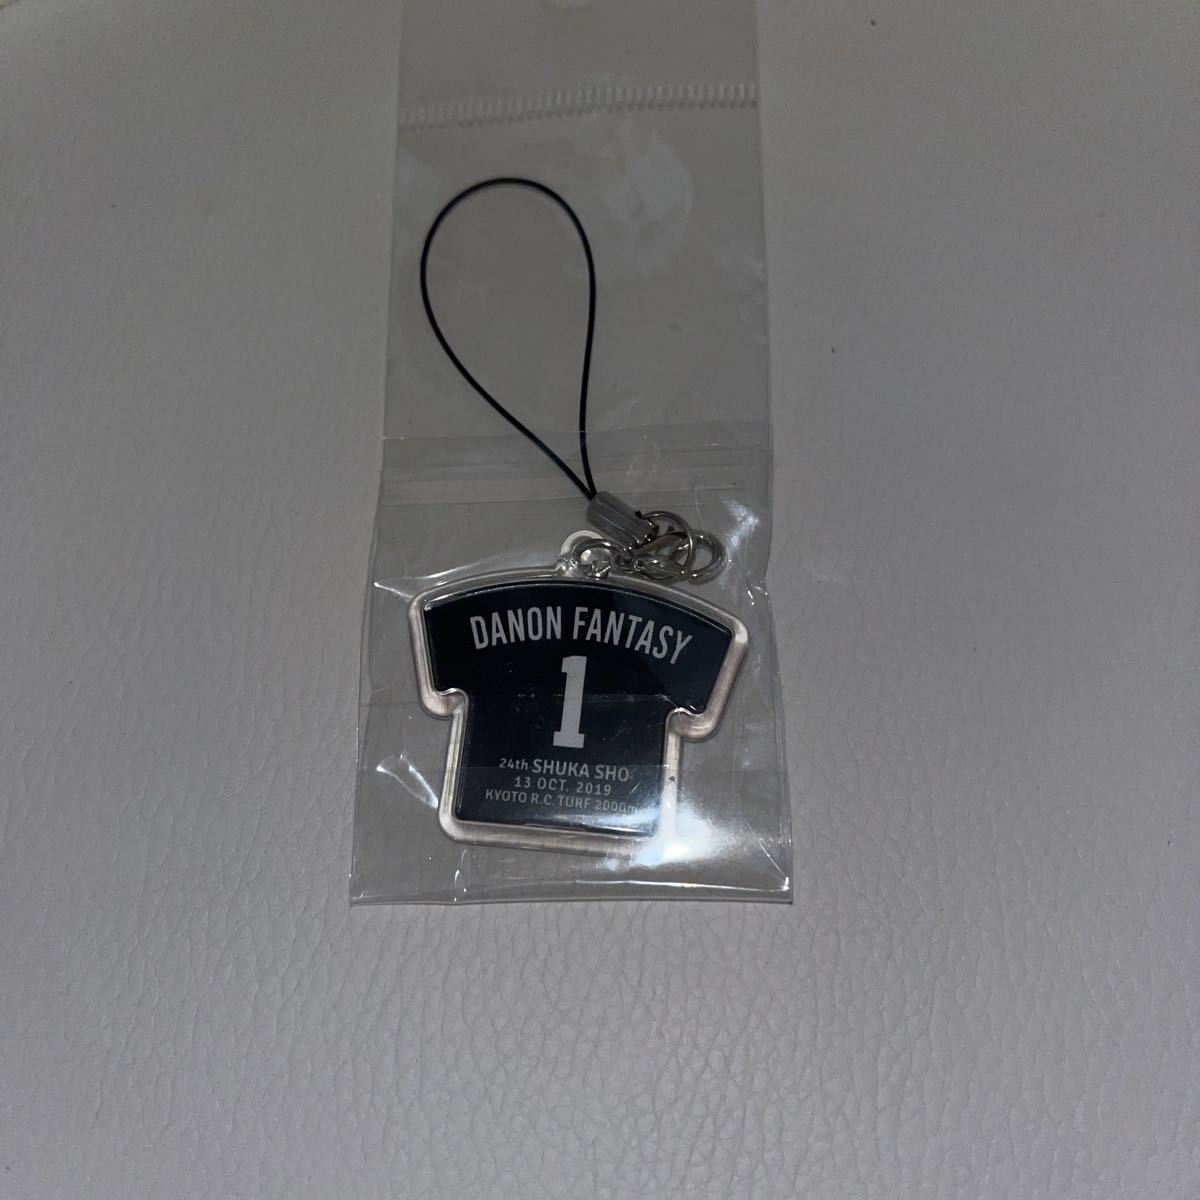 DANON FANTASY
1
24th SHUKA SHO
13 OCT. 2019
KYOTO R.C. TURF 2000m